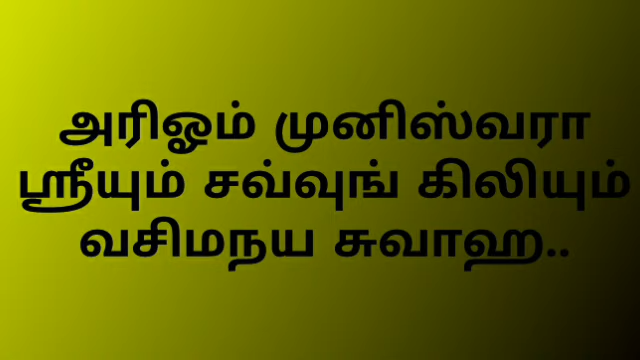 அரிஓம் முனிஸ்வரா
ஸ்ரீயும் சவ்வுங் கிலியும்
வசிமநய சுவாஹ..